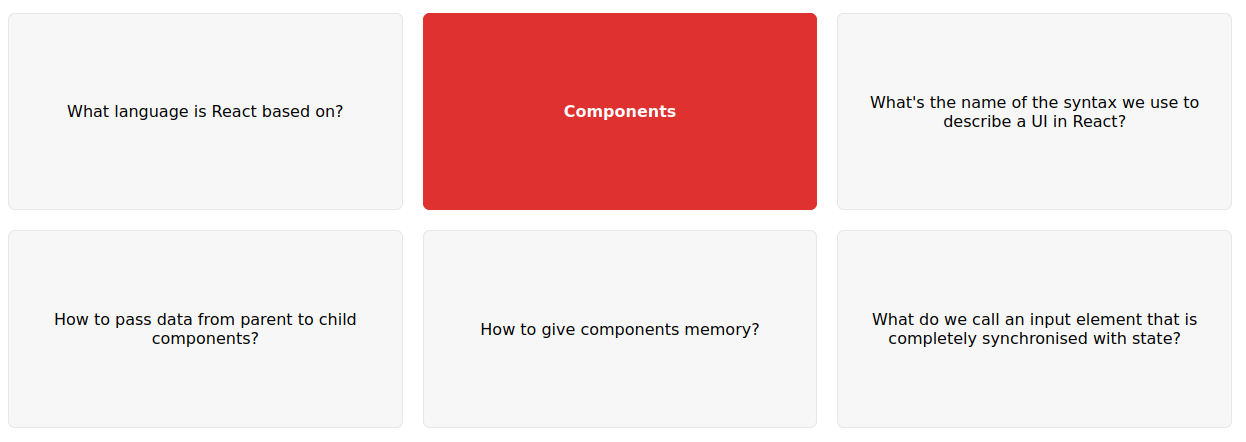 What language is React based on?
Components
What's the name of the syntax we use to
describe a UI in React?
How to pass data from parent to child
components?
How to give components memory?
What do we call an input element that is
completely synchronised with state?